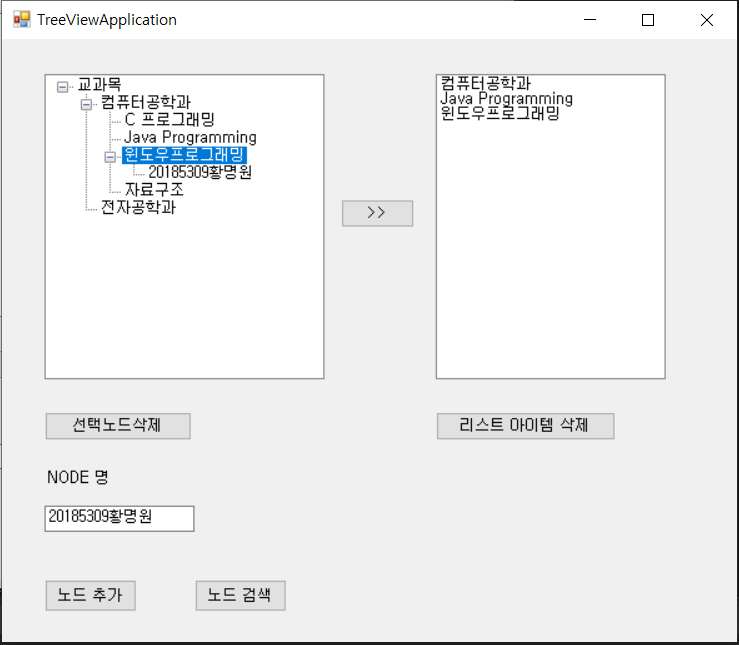 TreeViewApplication
교과목
컴퓨터공학과
C 프로그래밍
Java Programming
윈도우프로그래밍
20185309황명원
자료구조
전자공학과
>>
컴퓨터공학과
Java Programming
윈도우프로그래밍
선택노드삭제
리스트 아이템 삭제
NODE 명
20185309황명원
노드 추가
노드 검색